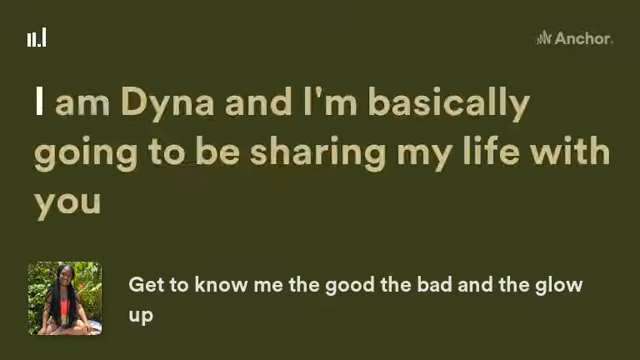 Anchor
I am Dyna and I'm basically
going to be sharing my life with
you
Get to know me the good the bad and the glow
up